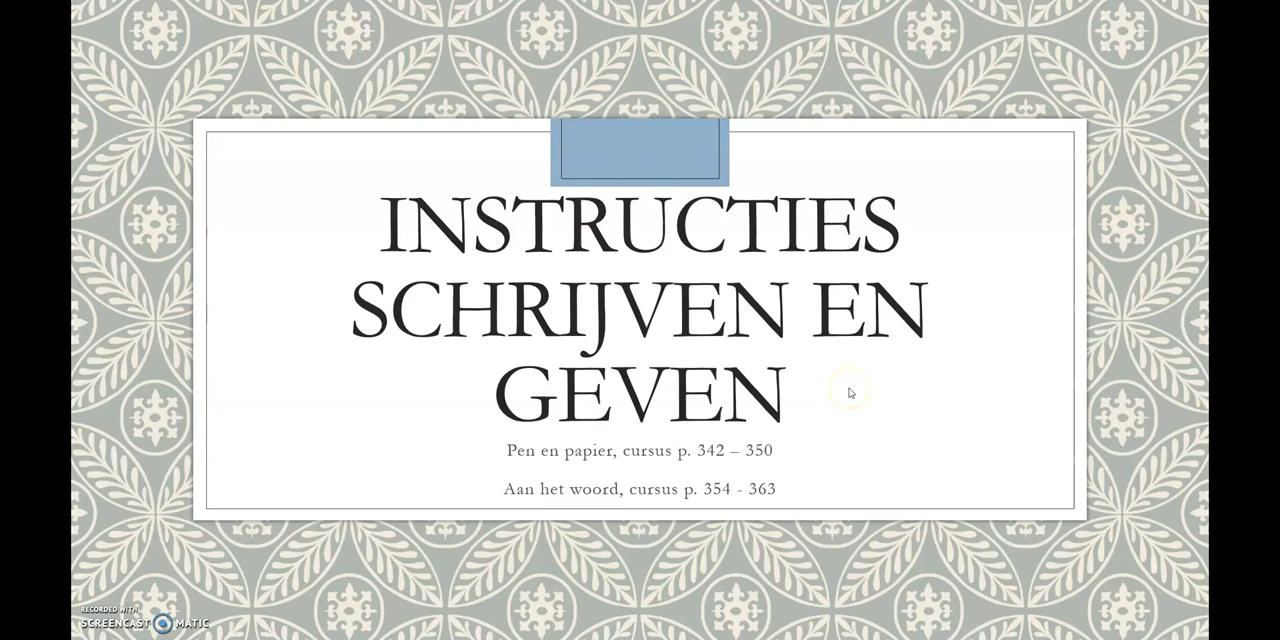 INSTRUCTIES
SCHRIJVEN EN
GEVEN
Pen en papier, cursus p. 342 – 350
Aan het woord, cursus p. 354 - 363
RECORDED WITH
SCREENCAST MATIC